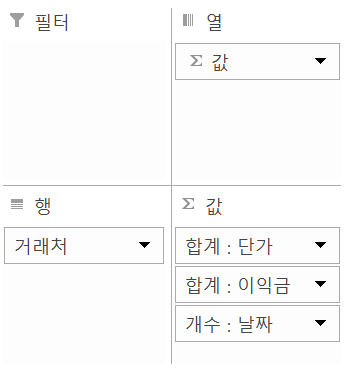 필터
열
Σ 값
행
Σ 값
거래처
합계 : 단가
합계 : 이익금
개수 : 날짜